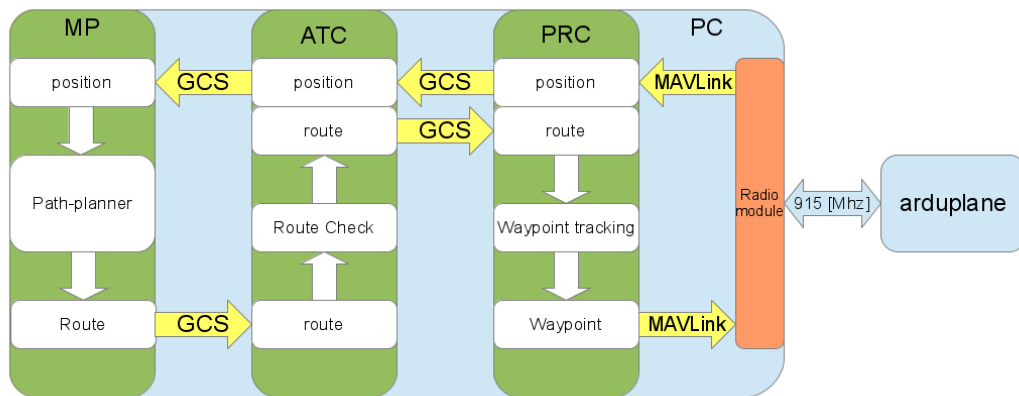 MP
ATC
PRC
PC
position
GCS
position
GCS
position
MAVLink
route
GCS
route
Path-planner
Route Check
Waypoint tracking
Radio
module
915 [Mhz]
arduplane
Route
GCS
route
Waypoint
MAVLink